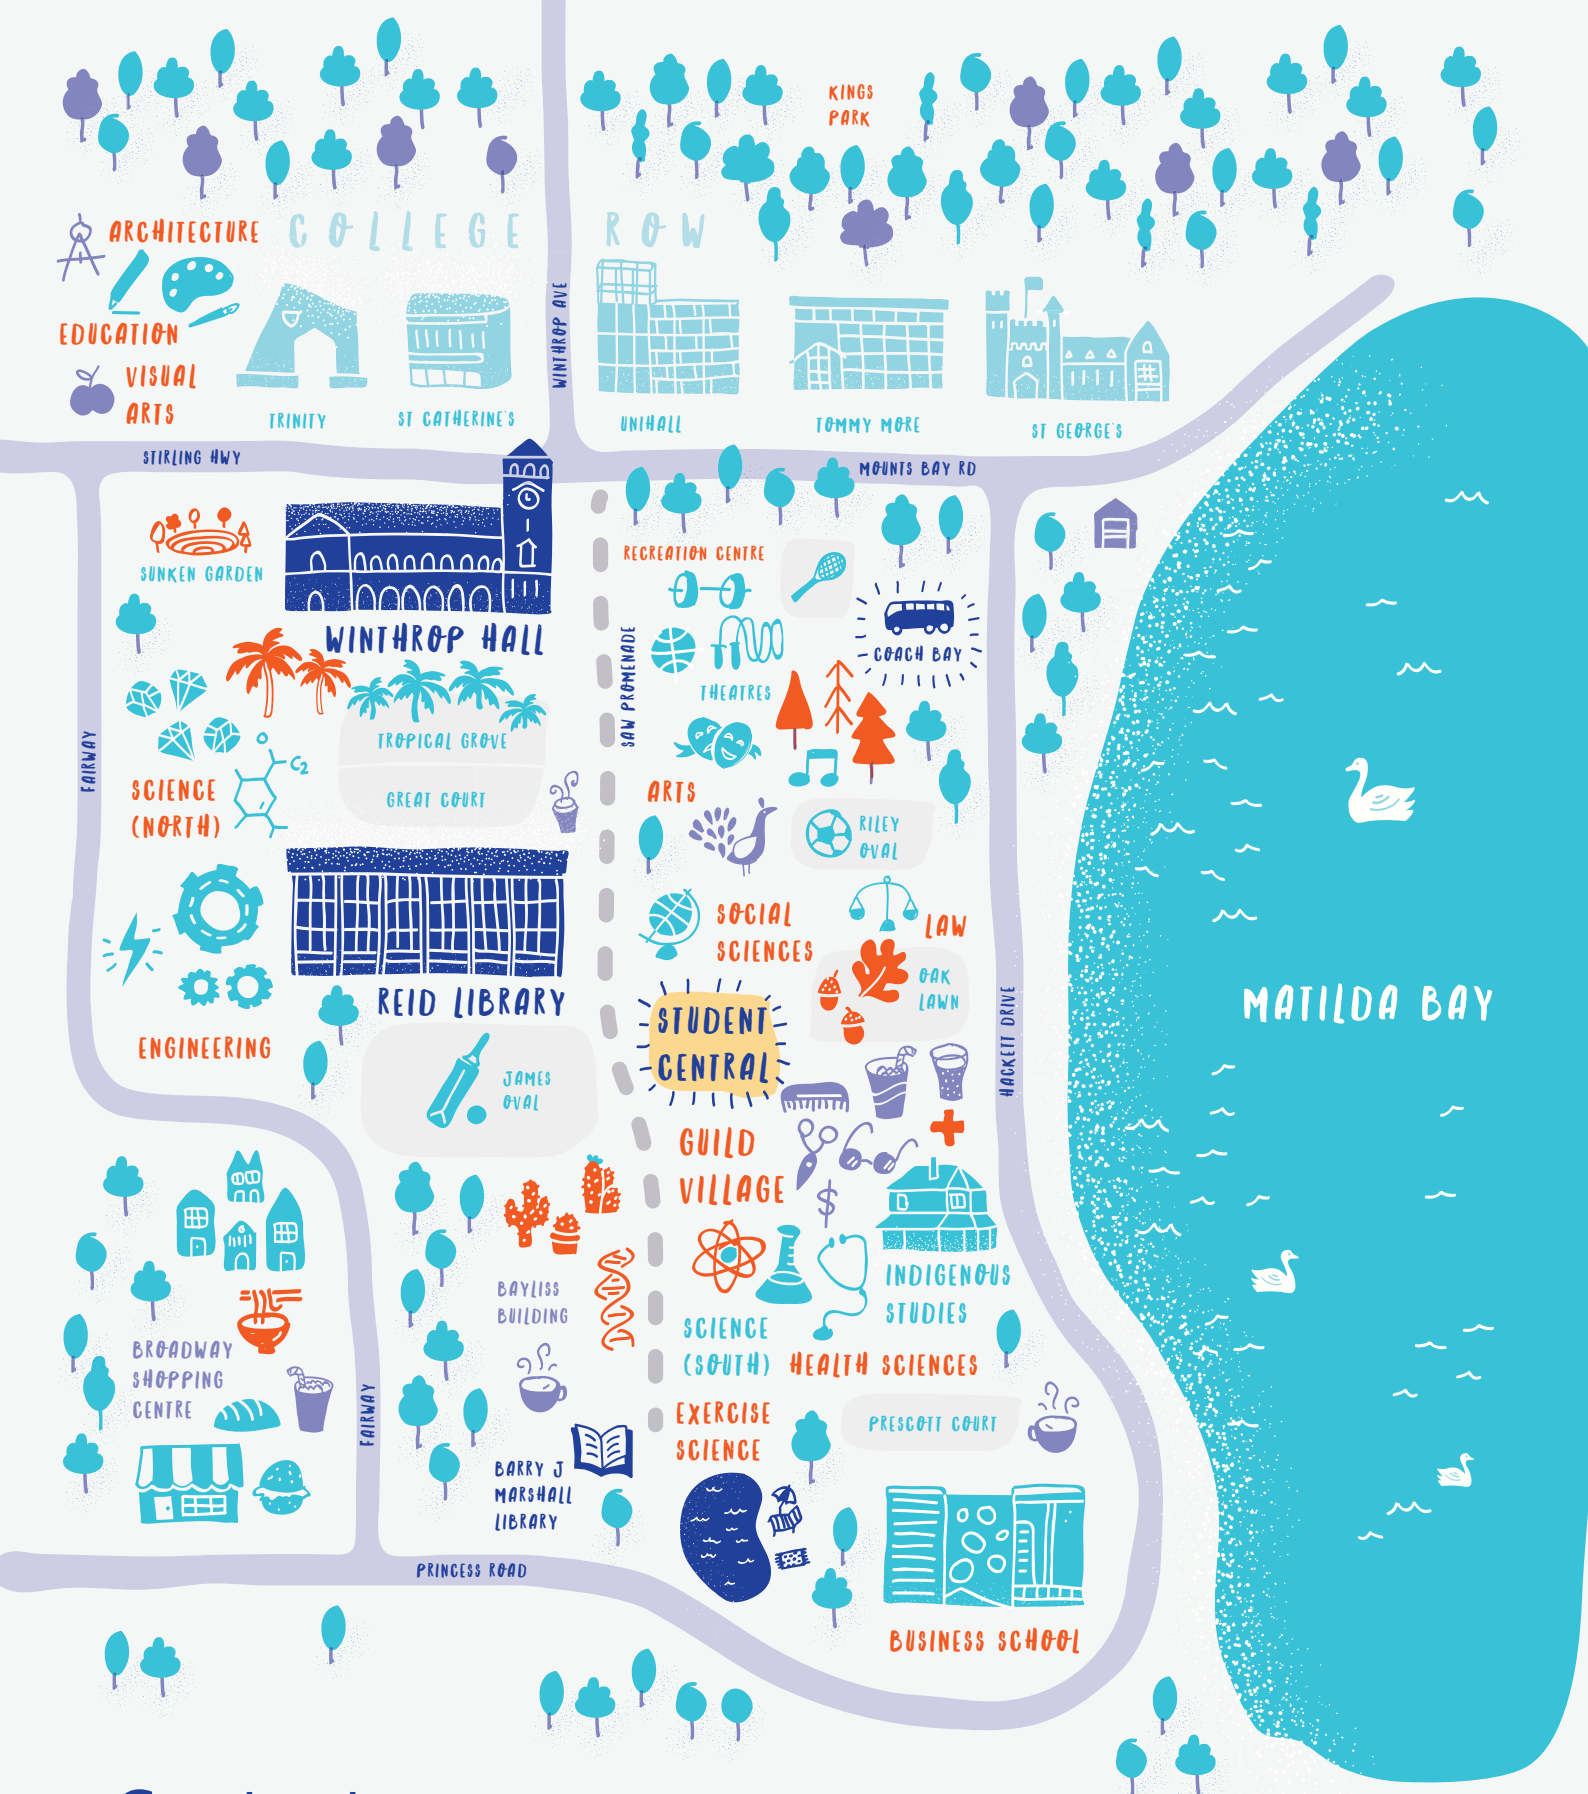 KINGS
PARK
ARCHITECTURE
COLLEGE ROW
EDUCATION
VISUAL
ARTS
WINTHROP AVE
TRINITY
ST CATHERINE'S
UNIHALL
TOMMY MORE
ST GEORGE'S
STIRLING HWY
MOUNTS BAY RD
SUNKEN GARDEN
RECREATION CENTRE
WINTHROP HALL
COACH BAY
SAW PROMENADE
THEATRES
FAIRWAY
TROPICAL GROVE
C2
SCIENCE
(NORTH)
GREAT COURT
ARTS
RILEY
OVAL
SOCIAL
SCIENCES
LAW
OAK
LAWN
REID LIBRARY
MATILDA BAY
STUDENT
CENTRAL
HACKETT DRIVE
ENGINEERING
JAMES
OVAL
GUILD
VILLAGE
$
BAYLISS
BUILDING
INDIGENOUS
STUDIES
SCIENCE
(SOUTH)
HEALTH SCIENCES
BROADWAY
SHOPPING
CENTRE
FAIRWAY
EXERCISE
SCIENCE
PRESCOTT COURT
BARRY J
MARSHALL
LIBRARY
PRINCESS ROAD
BUSINESS SCHOOL